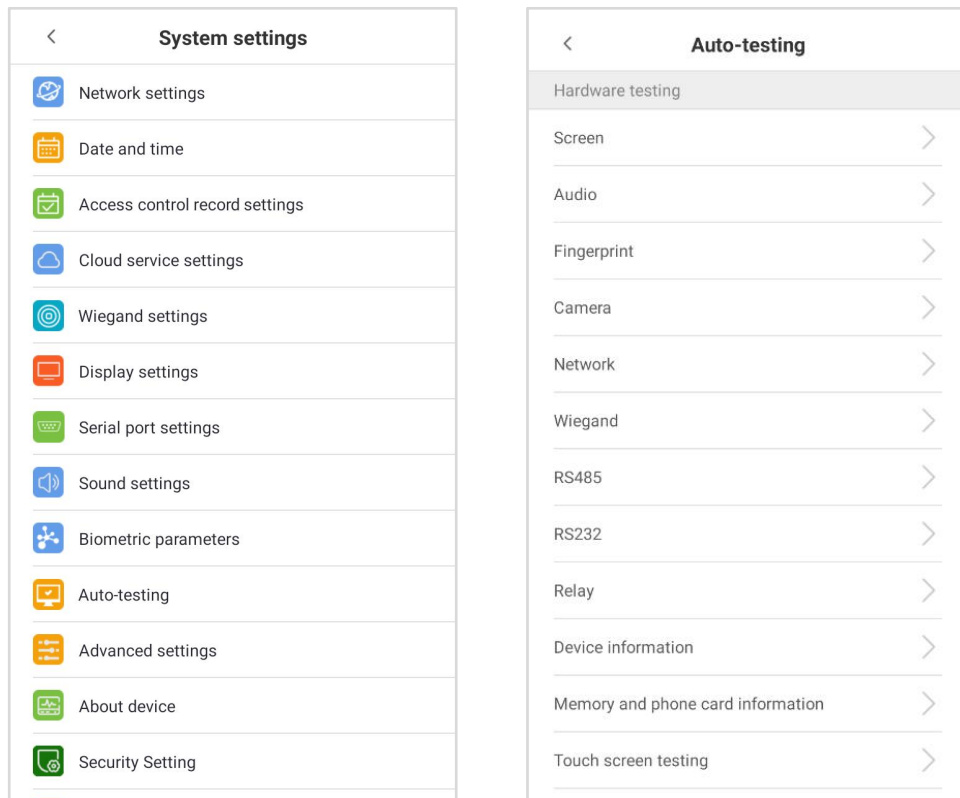 System settings
Network settings
Date and time
Access control record settings
Cloud service settings
Wiegand settings
Display settings
Serial port settings
Sound settings
Biometric parameters
Auto-testing
Advanced settings
About device
Security Setting
Auto-testing
Hardware testing
Screen
Audio
Fingerprint
Camera
Network
Wiegand
RS485
RS232
Relay
Device information
Memory and phone card information
Touch screen testing